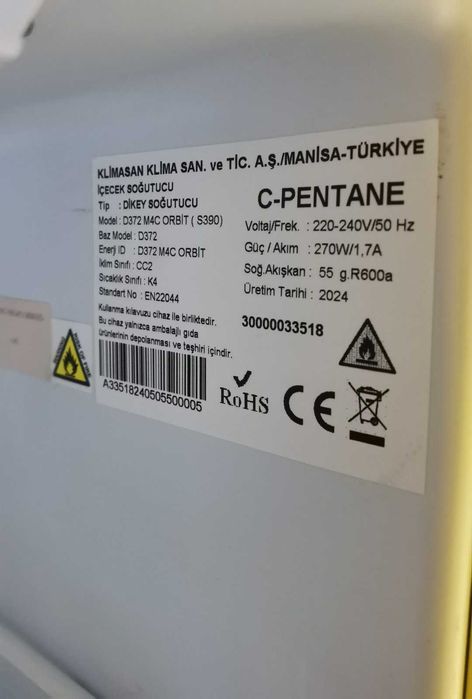 KLİMASAN KLİMA SAN. ve TİC. A.Ş./MANİSA-TÜRKİYE
İÇECEK SOĞUTUCU
Tip : DİKEY SOĞUTUCU
Model : D372 M4C ORBİT ( S390)
Baz Model : D372
Enerji ID : D372 M4C ORBİT
İklim Sınıfı : CC2
Sıcaklık Sınıfı : K4
Standart No : EN22044
Kullanma kılavuzu cihaz ile birliktedir.
Bu cihaz yalnızca ambalajlı gıda
ürünlerinin depolanması ve teşhiri içindir.
A33518240505500005
C-PENTANE
Voltaj/Frek. : 220-240V/50 Hz
Güç / Akım : 270W/1,7A
Soğ.Akışkan : 55 g.R600a
Üretim Tarihi : 2024
30000033518
RoHS
CE